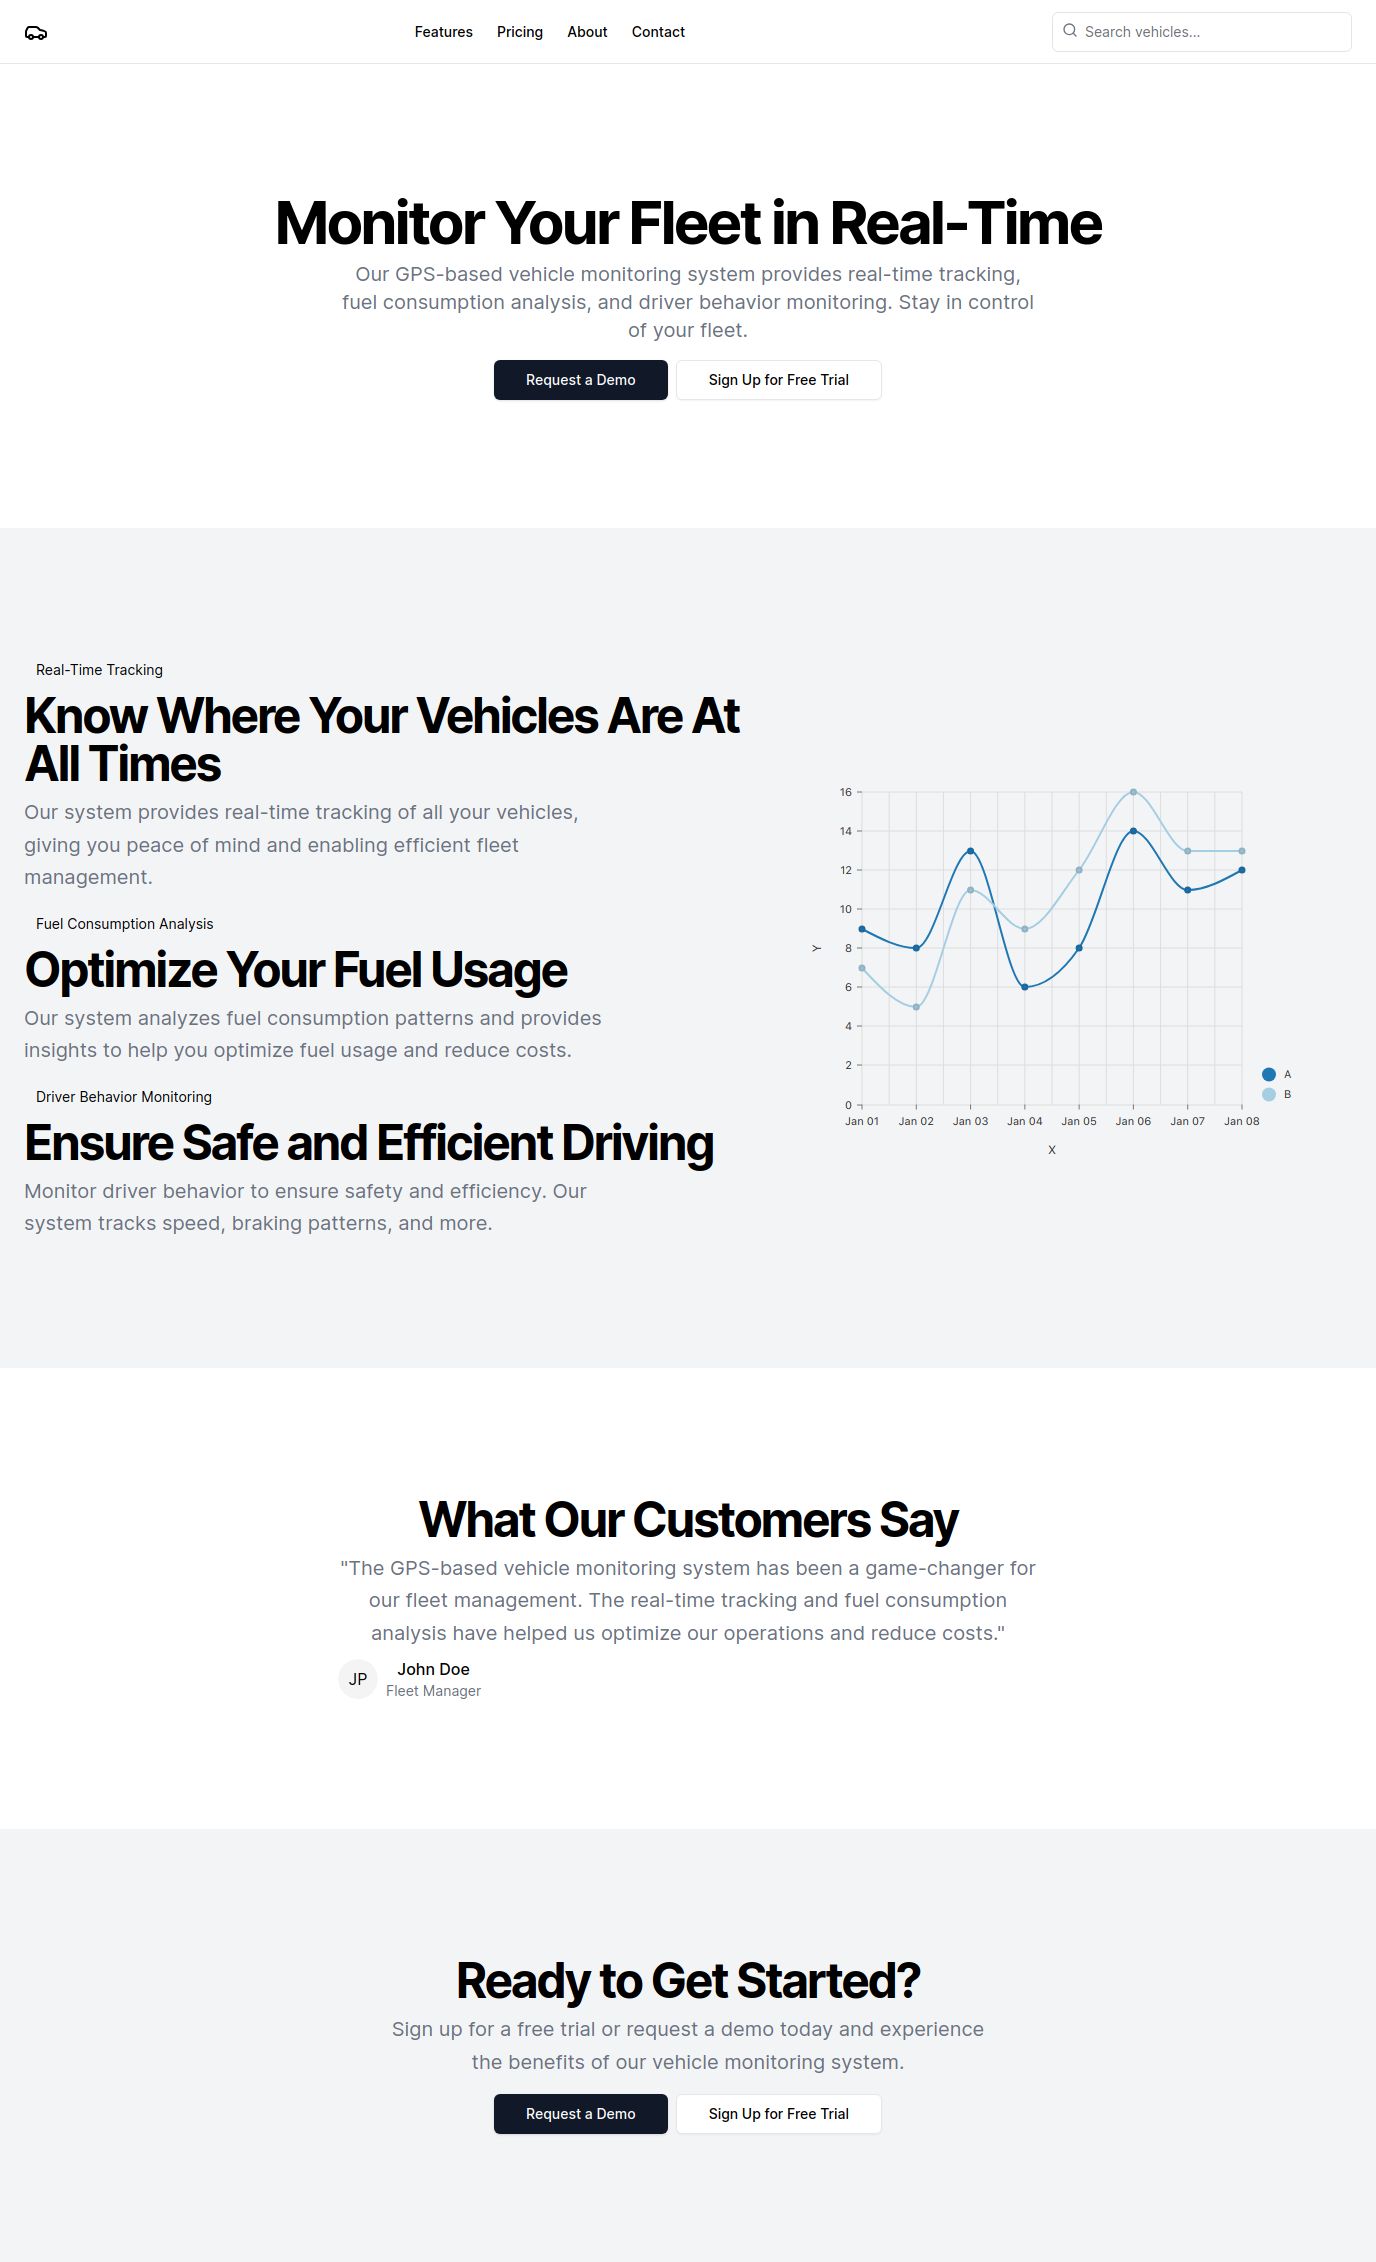 Features
Pricing
About
Contact
Search vehicles...
Monitor Your Fleet in Real-Time
Our GPS-based vehicle monitoring system provides real-time tracking,
fuel consumption analysis, and driver behavior monitoring. Stay in control
of your fleet.
Request a Demo
Sign Up for Free Trial
Real-Time Tracking
Know Where Your Vehicles Are At
All Times
Our system provides real-time tracking of all your vehicles,
giving you peace of mind and enabling efficient fleet
management.
Fuel Consumption Analysis
Optimize Your Fuel Usage
Our system analyzes fuel consumption patterns and provides
insights to help you optimize fuel usage and reduce costs.
Driver Behavior Monitoring
Ensure Safe and Efficient Driving
Monitor driver behavior to ensure safety and efficiency. Our
system tracks speed, braking patterns, and more.
16
14
12
10
8
6
4
2
0
Y
Jan 01
Jan 02
Jan 03
Jan 04
Jan 05
Jan 06
Jan 07
Jan 08
X
A
B
What Our Customers Say
"The GPS-based vehicle monitoring system has been a game-changer for
our fleet management. The real-time tracking and fuel consumption
analysis have helped us optimize our operations and reduce costs."
JP
John Doe
Fleet Manager
Ready to Get Started?
Sign up for a free trial or request a demo today and experience
the benefits of our vehicle monitoring system.
Request a Demo
Sign Up for Free Trial